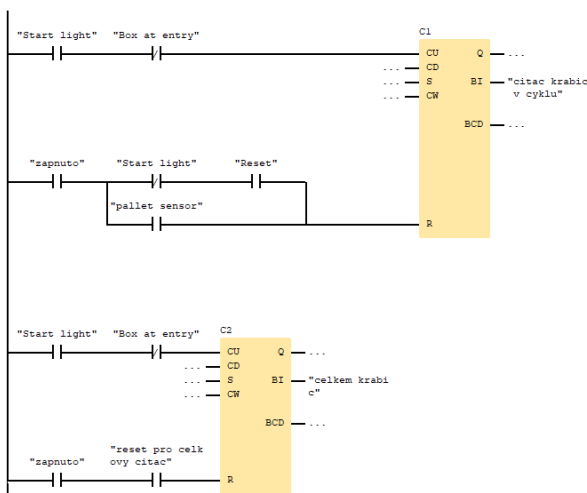 C1
"Start light" "Box at entry"
CU Q ...
... CD
... S BI "citac krabic
... CW v cyklu"
BCD ...
"zapnuto" "Start light" "Reset"
"pallet sensor"
R
C2
"Start light" "Box at entry"
CU Q ...
... CD
... S BI "celkem krabi
... CW c"
BCD ...
"reset pro celk
"zapnuto" ovy citac"
R